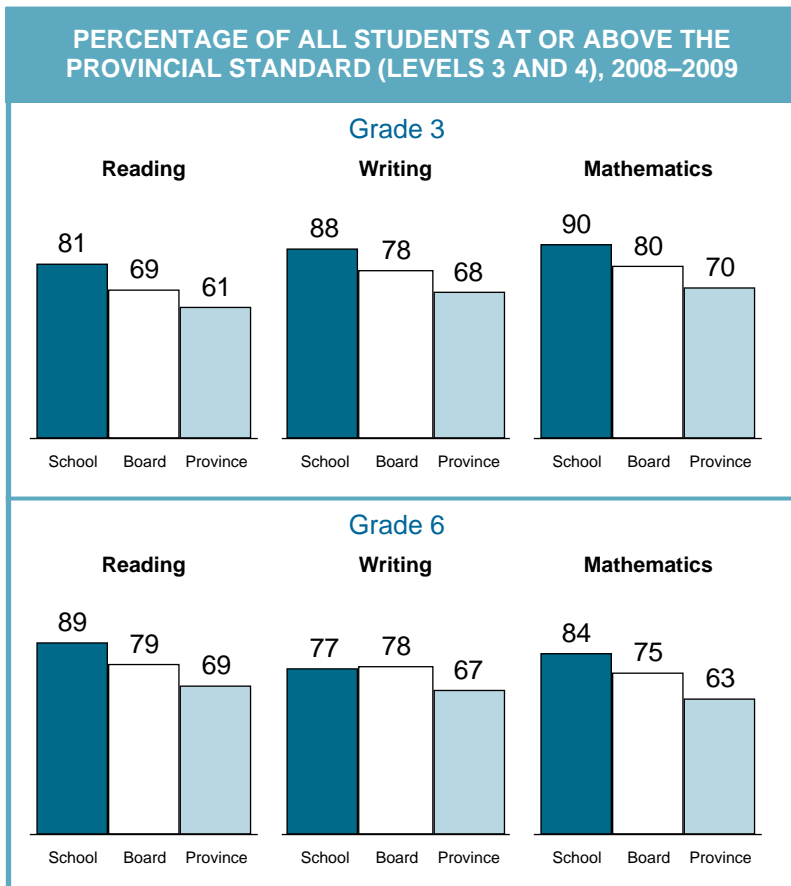 PERCENTAGE OF ALL STUDENTS AT OR ABOVE THE
PROVINCIAL STANDARD (LEVELS 3 AND 4), 2008–2009
Grade 3
Reading Writing Mathematics
81 69 61 88 78 68 90 80 70
School Board Province School Board Province School Board Province
Grade 6
Reading Writing Mathematics
89 79 69 77 78 67 84 75 63
School Board Province School Board Province School Board Province